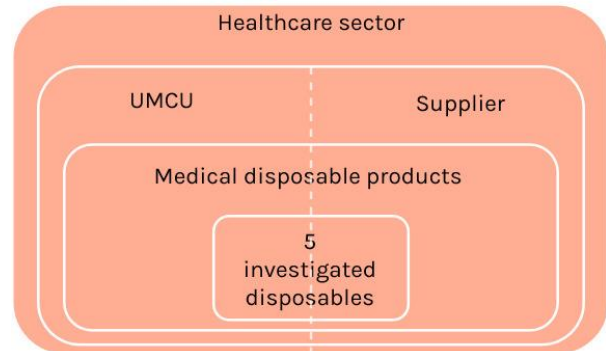 Healthcare sector
UMCU
Supplier
Medical disposable products
5
investigated
disposables